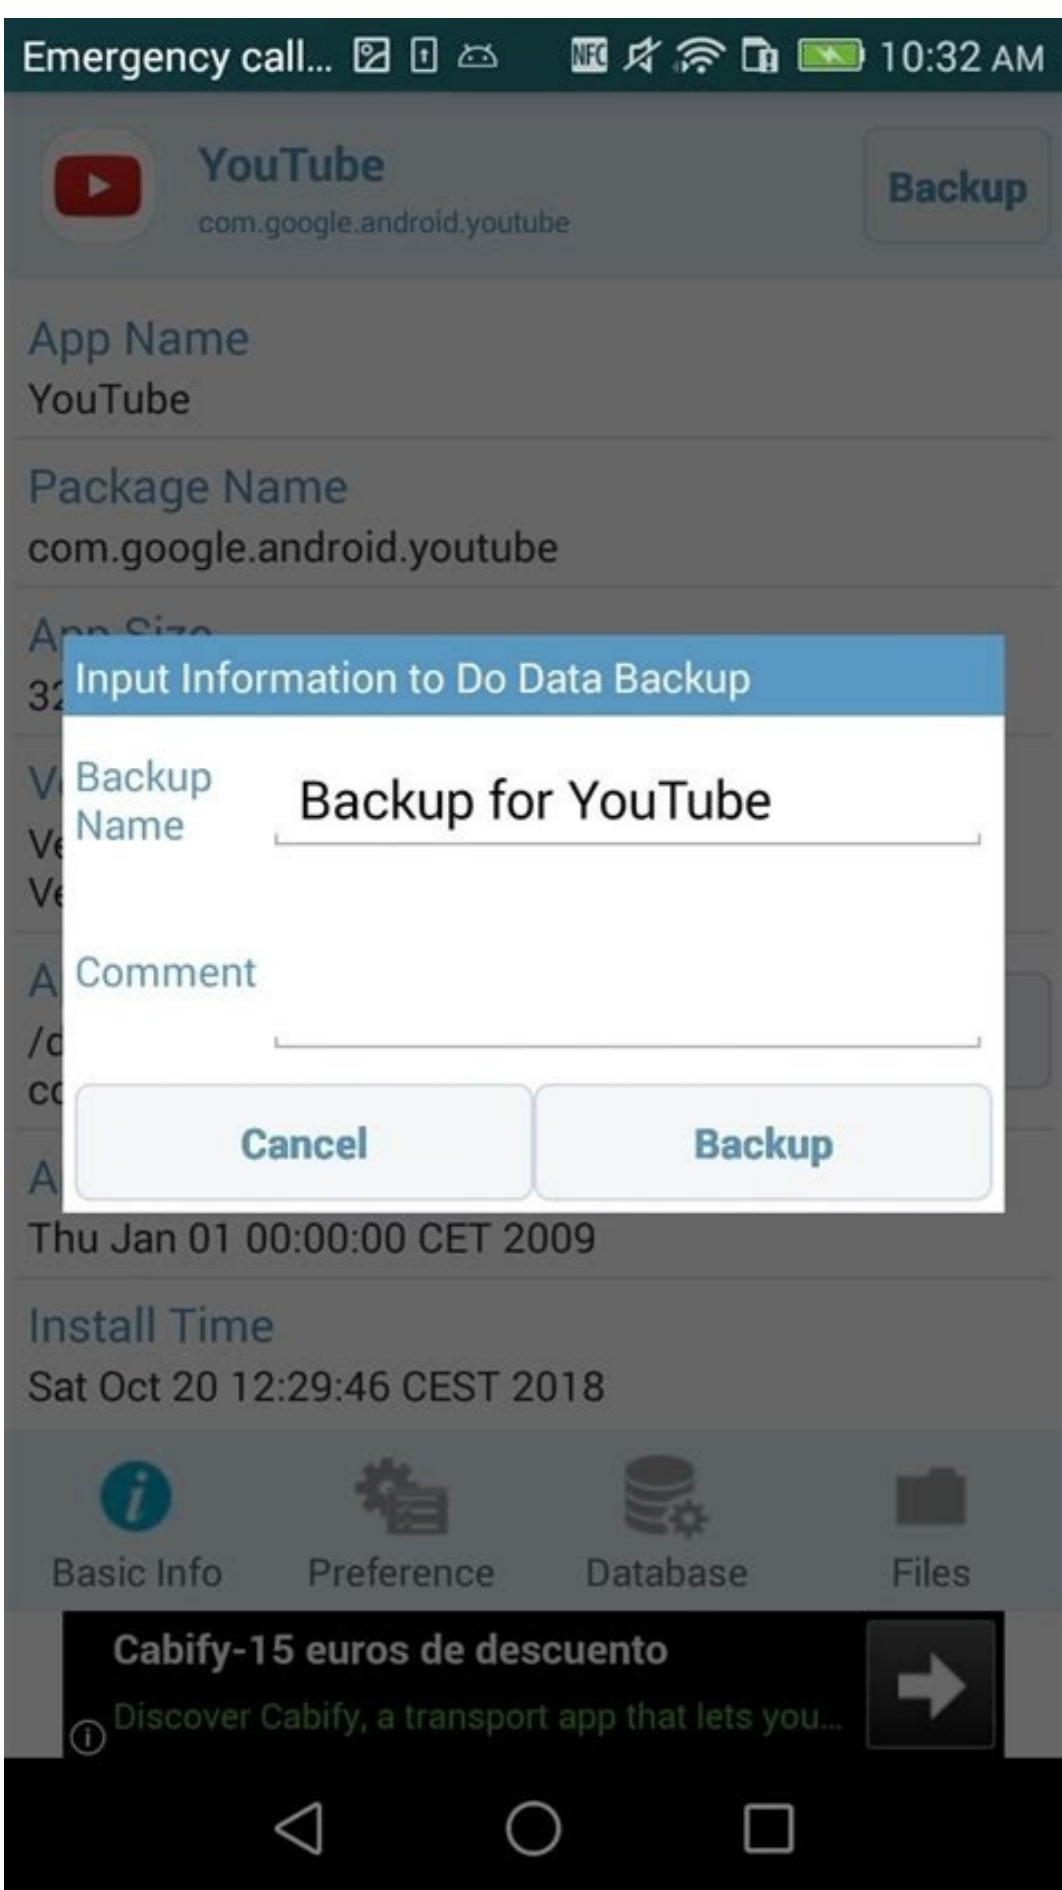 Emergency call... NFC 10:32 AM
YouTube
com.google.android.youtube
Backup
App Name
YouTube
Package Name
com.google.android.youtube
App Size
Input Information to Do Data Backup
Backup
Name
Backup for YouTube
Comment
Cancel
Backup
Thu Jan 01 00:00:00 CET 2009
Install Time
Sat Oct 20 12:29:46 CEST 2018
Basic Info
Preference
Database
Files
Cabify-15 euros de descuento
Discover Cabify, a transport app that lets you...